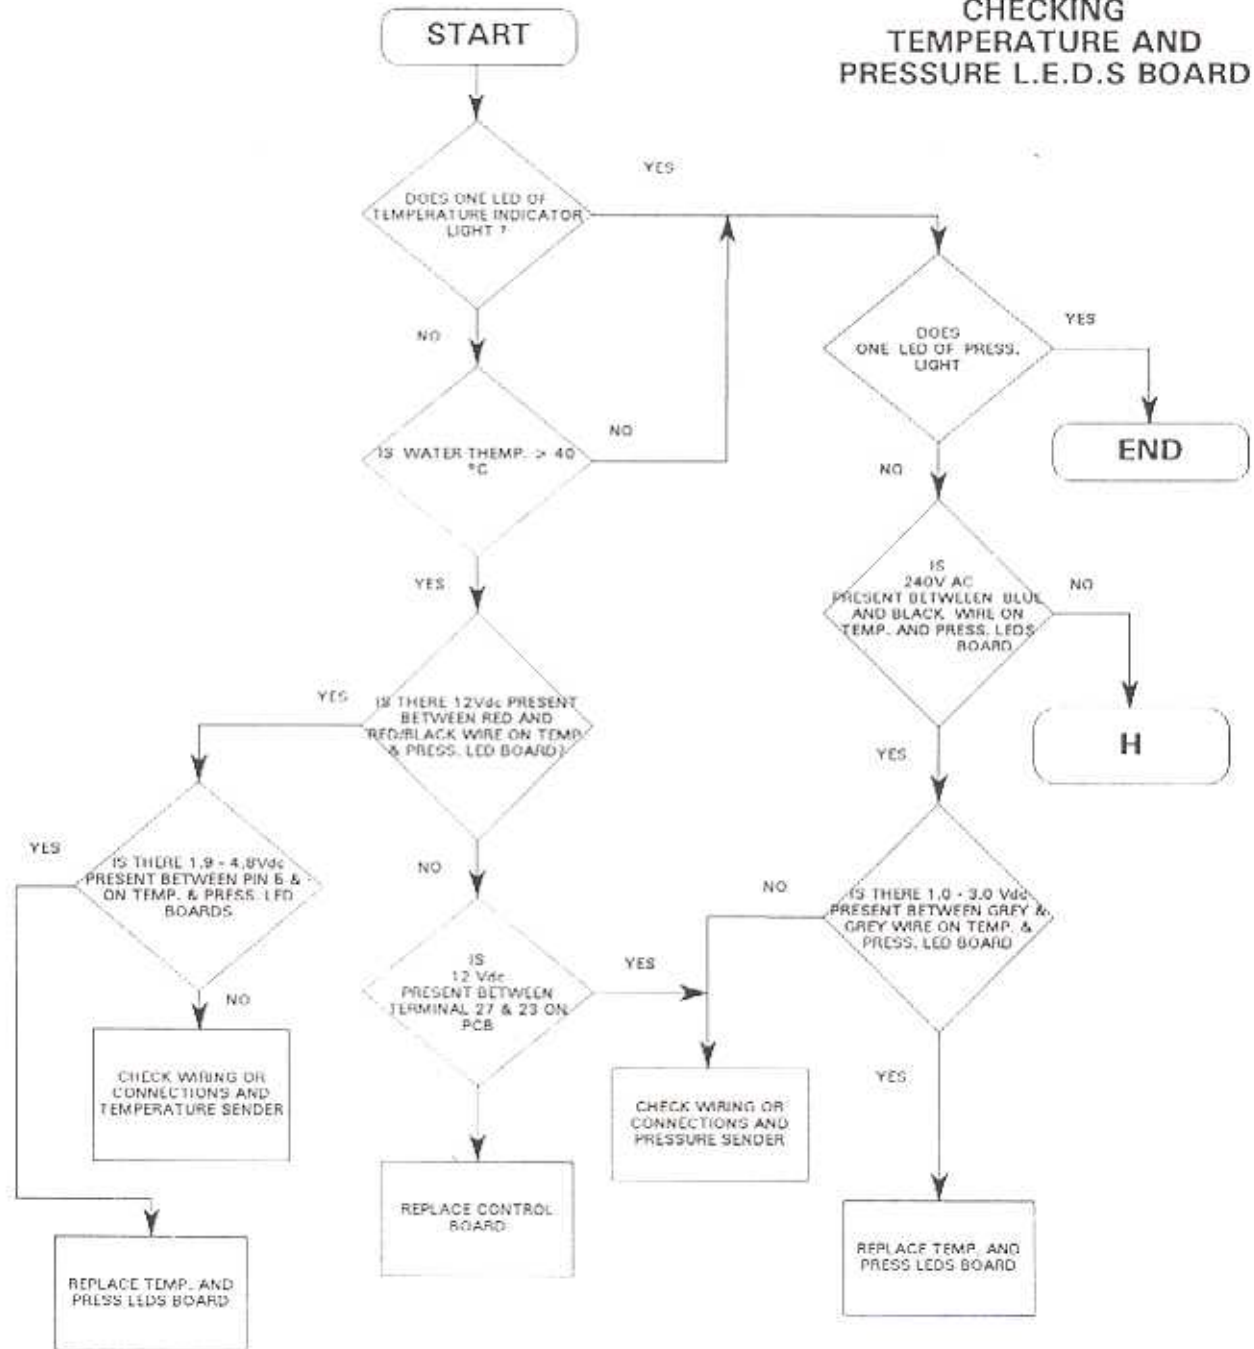 CHECKING
TEMPERATURE AND
PRESSURE L.E.D.S BOARD
START
DOES ONE LED OF
TEMPERATURE INDICATOR
LIGHT ?
YES
NO
DOES
ONE LED OF PRESS.
LIGHT
YES
END
NO
IS WATER THEMP. > 40
ºC
NO
YES
IS
240V AC
PRESENT BETWEEN BLUE
AND BLACK WIRE ON
TEMP. AND PRESS. LEDS
BOARD
NO
H
YES
IS THERE 12Vdc PRESENT
BETWEEN RED AND
RED/BLACK WIRE ON TEMP
& PRESS. LED BOARD?
YES
NO
IS THERE 1.9 - 4.8Vdc
PRESENT BETWEEN PIN 6 &
ON TEMP. & PRESS. LED
BOARDS
YES
NO
IS
12 Vdc
PRESENT BETWEEN
TERMINAL 27 & 23 ON
PCB
YES
IS THERE 1.0 - 3.0 Vdc
PRESENT BETWEEN GREY &
GREY WIRE ON TEMP. &
PRESS. LED BOARD
NO
YES
CHECK WIRING OR
CONNECTIONS AND
TEMPERATURE SENDER
CHECK WIRING OR
CONNECTIONS AND
PRESSURE SENDER
REPLACE CONTROL
BOARD
REPLACE TEMP. AND
PRESS LEDS BOARD
REPLACE TEMP. AND
PRESS LEDS BOARD